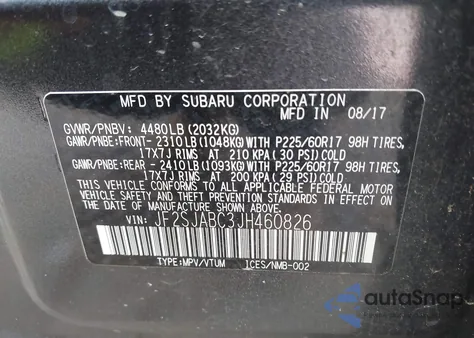 MFD BY SUBARU CORPORATION
MFD IN 08/17
GVWR/PNBV: 4480LB (2032KG)
GAWR/PNBE:FRONT- 2310LB (1048KG) WITH P225/60R17 98H TIRES,
17X7J RIMS AT 210 KPA (30 PSI) COLD
GAWR/PNBE:REAR - 2410LB (1093KG) WITH P225/60R17 98H TIRES,
17X7J RIMS AT 200 KPA (29 PSI) COLD
THIS VEHICLE CONFORMS TO ALL APPLICABLE FEDERAL MOTOR
VEHICLE SAFETY AND THEFT PREVENTION STANDARDS IN EFFECT ON
THE DATE OF MANUFACTURE SHOWN ABOVE.
VIN: JF2SJABC3JH460826
TYPE:MPV/VTUM ICES/NMB-002
autaSnap